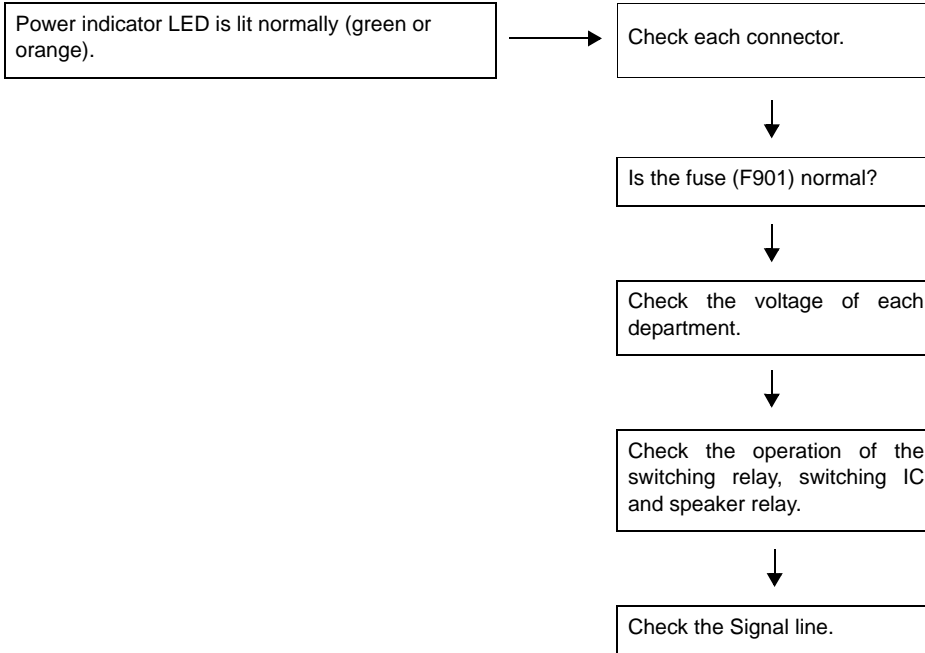 Power indicator LED is lit normally (green or
orange).
Check each connector.
Is the fuse (F901) normal?
Check the voltage of each
department.
Check the operation of the
switching relay, switching IC
and speaker relay.
Check the Signal line.